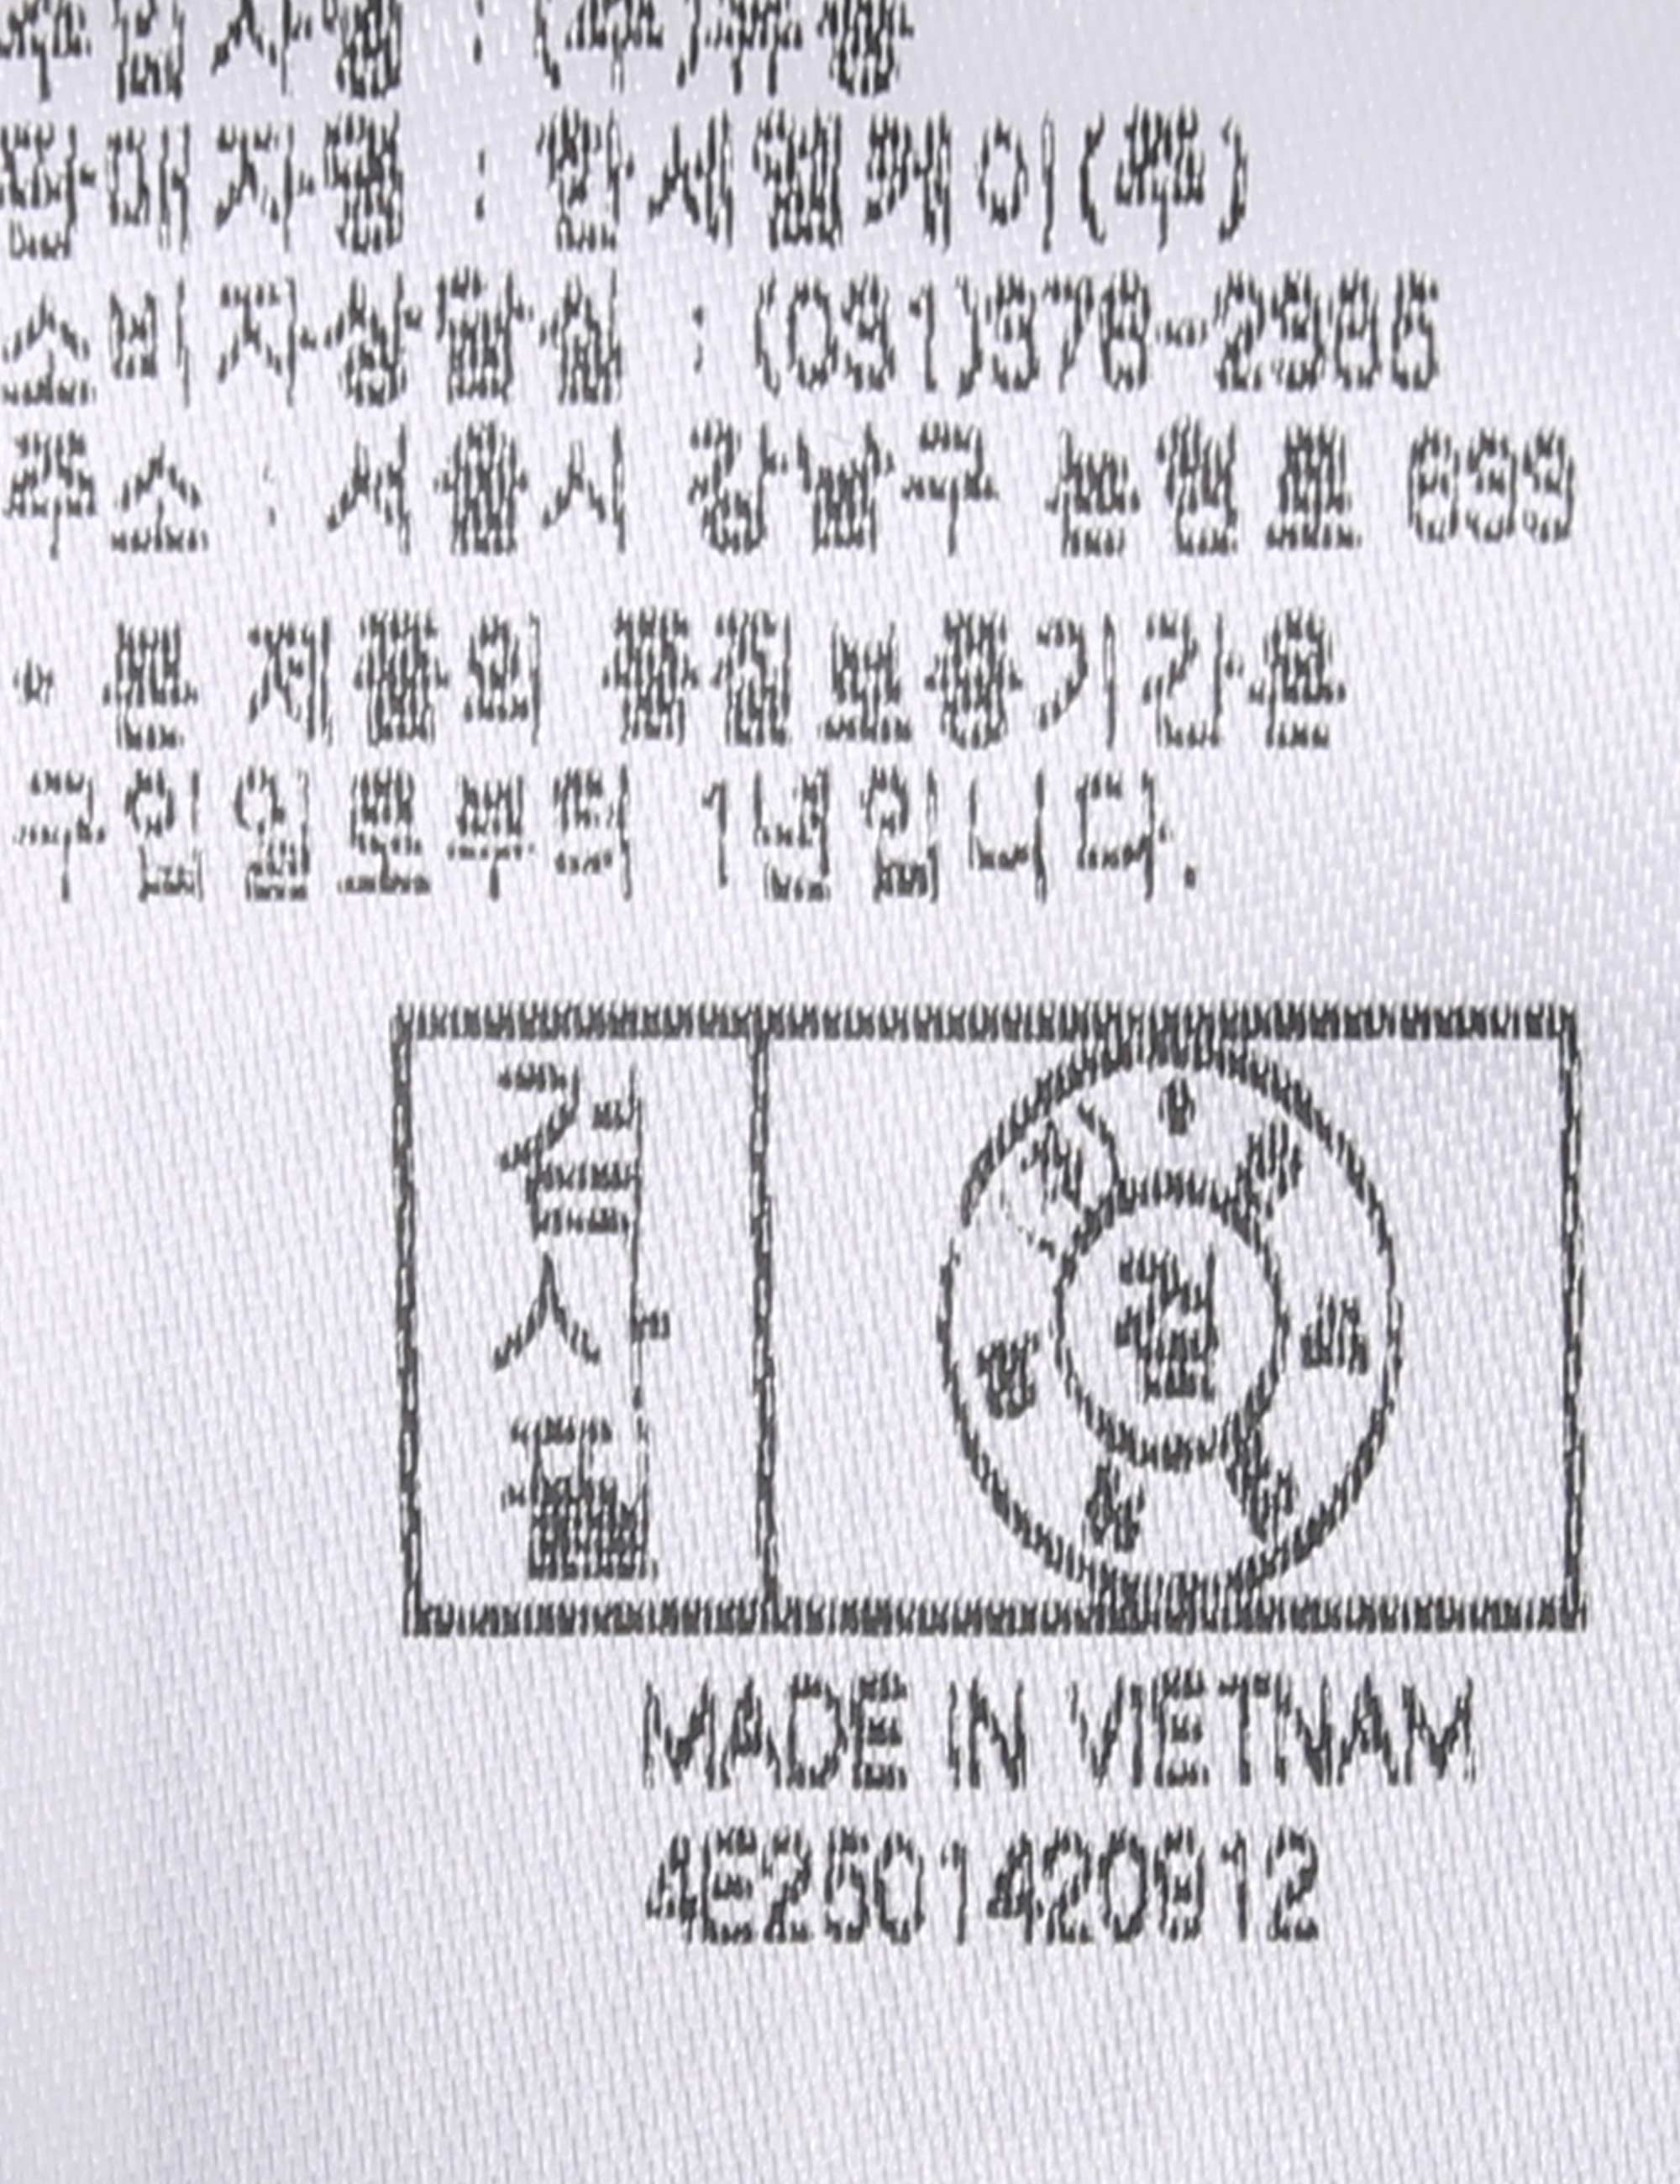 수입자명 : (주)
판매자명 : 한세엠케이(주)
소비자상담실 : (031)378-2985
주소 : 서울시 강남구 논현로 633
* 본 제품의 품질보증기간은
구입일로부터 1년입니다.
검사필
검
MADE IN VIETNAM
4E2501420912